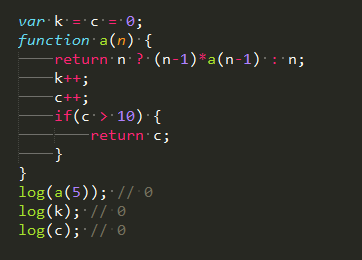 var k = c = 0;
function a(n) {
return n ? (n-1)*a(n-1) : n;
k++;
c++;
if(c > 10) {
return c;
}
}
log(a(5)); // 0
log(k); // 0
log(c); // 0